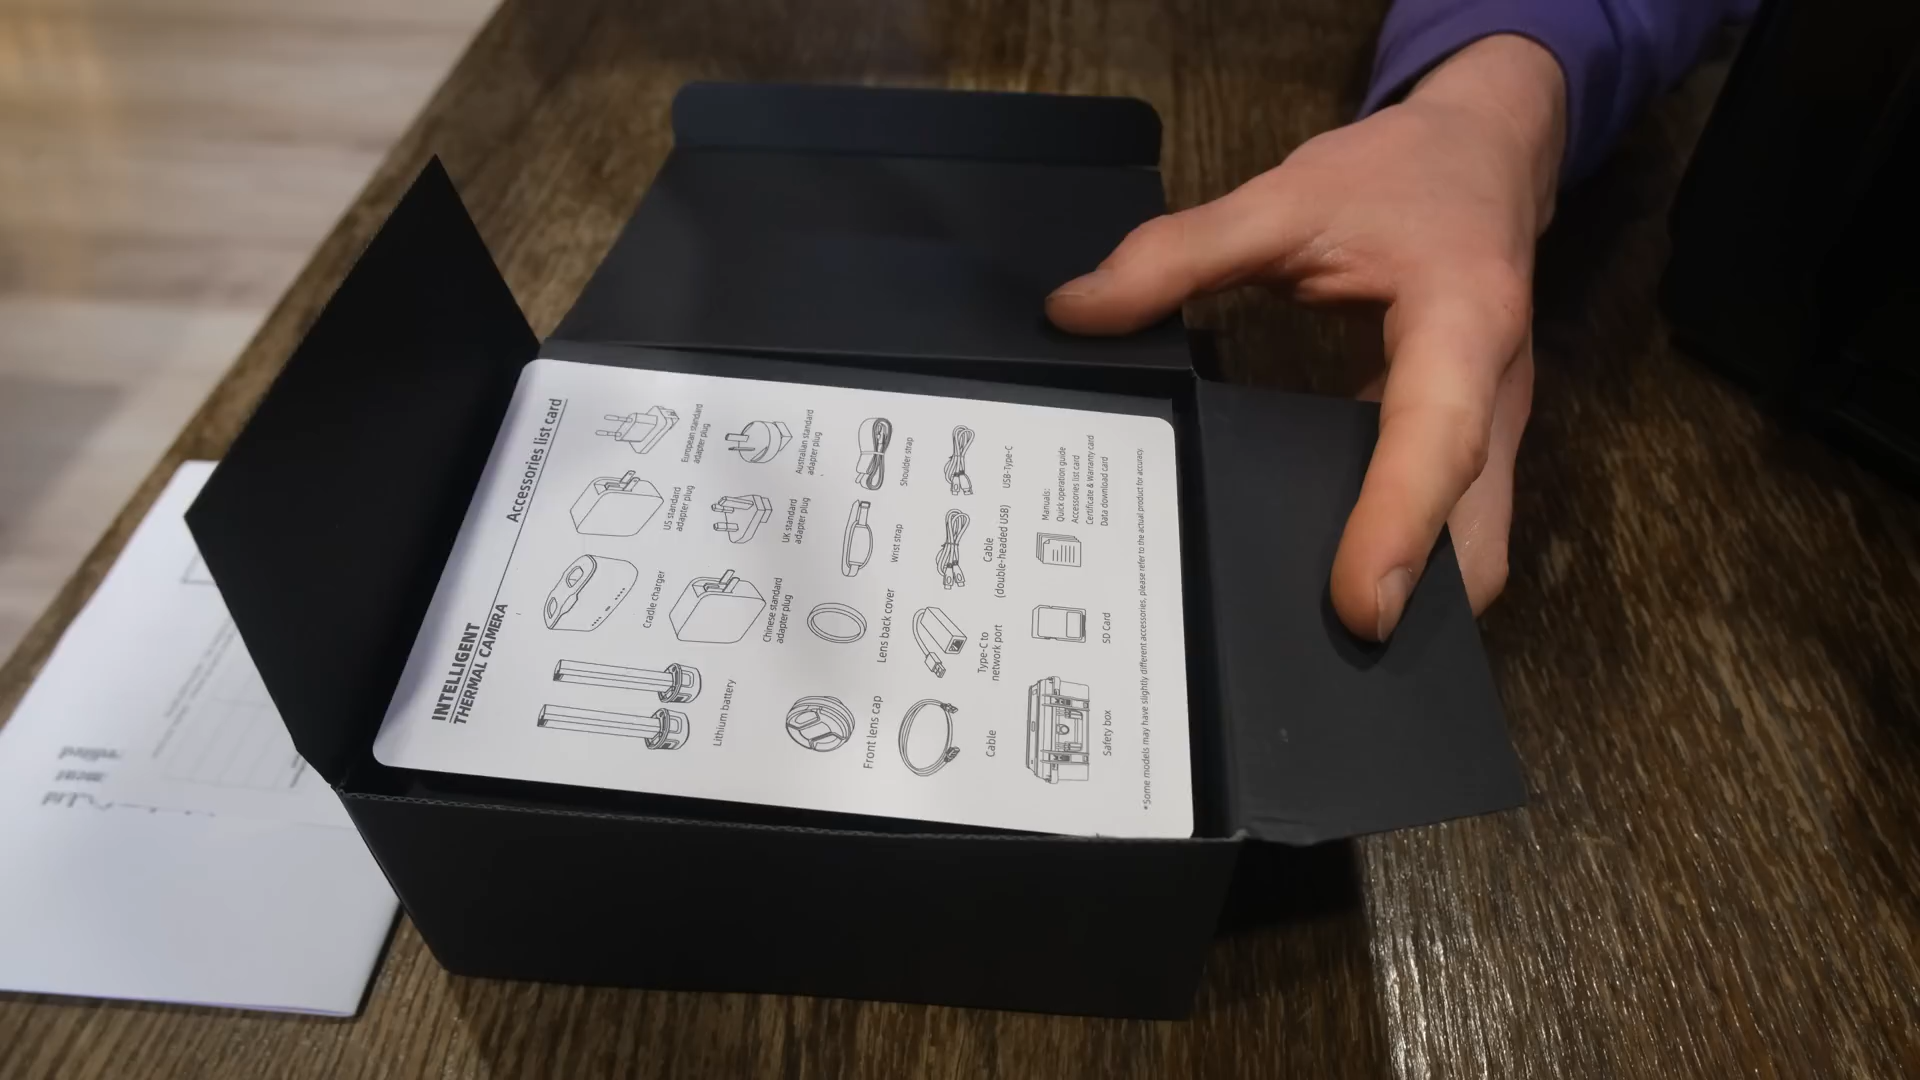 INTELLIGENT
THERMAL CAMERA
Accessories list card
Lithium battery
Cradle charger
US standard
adapter plug
European standard
adapter plug
Chinese standard
adapter plug
UK standard
adapter plug
Australian standard
adapter plug
Front lens cap
Lens back cover
Wrist strap
Shoulder strap
Cable
Type-C to
network port
Cable
(double-headed USB)
USB-Type-C
Safety box
SD Card
Manuals:
Quick operation guide
Accessories list card
Certificate & Warranty card
Data download card
*Some models may have slightly different accessories, please refer to the actual product for accuracy.